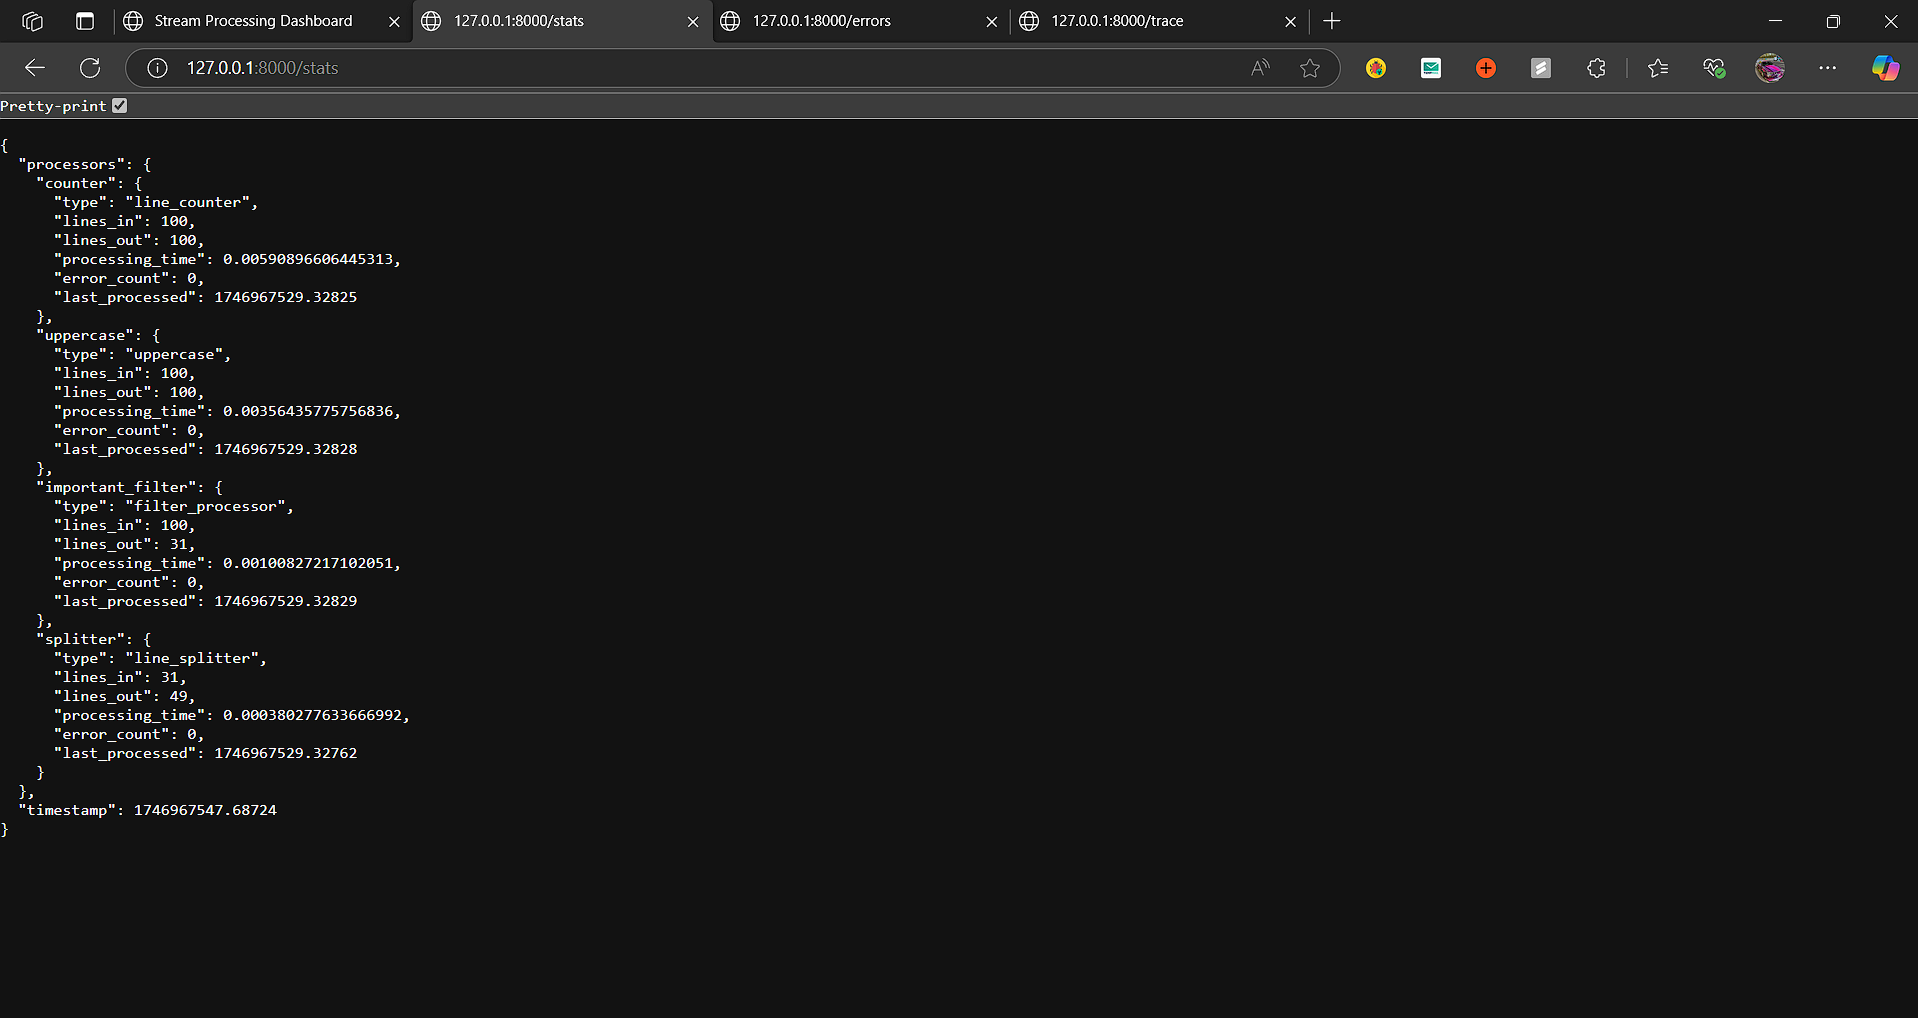 Stream Processing Dashboard
127.0.0.1:8000/stats
127.0.0.1:8000/errors
127.0.0.1:8000/trace
127.0.0.1:8000/stats
Pretty-print
{
  "processors": {
    "counter": {
      "type": "line_counter",
      "lines_in": 100,
      "lines_out": 100,
      "processing_time": 0.00590896606445313,
      "error_count": 0,
      "last_processed": 1746967529.32825
    },
    "uppercase": {
      "type": "uppercase",
      "lines_in": 100,
      "lines_out": 100,
      "processing_time": 0.00356435775756836,
      "error_count": 0,
      "last_processed": 1746967529.32828
    },
    "important_filter": {
      "type": "filter_processor",
      "lines_in": 100,
      "lines_out": 31,
      "processing_time": 0.00100827217102051,
      "error_count": 0,
      "last_processed": 1746967529.32829
    },
    "splitter": {
      "type": "line_splitter",
      "lines_in": 31,
      "lines_out": 49,
      "processing_time": 0.000380277633666992,
      "error_count": 0,
      "last_processed": 1746967529.32762
    }
  },
  "timestamp": 1746967547.68724
}